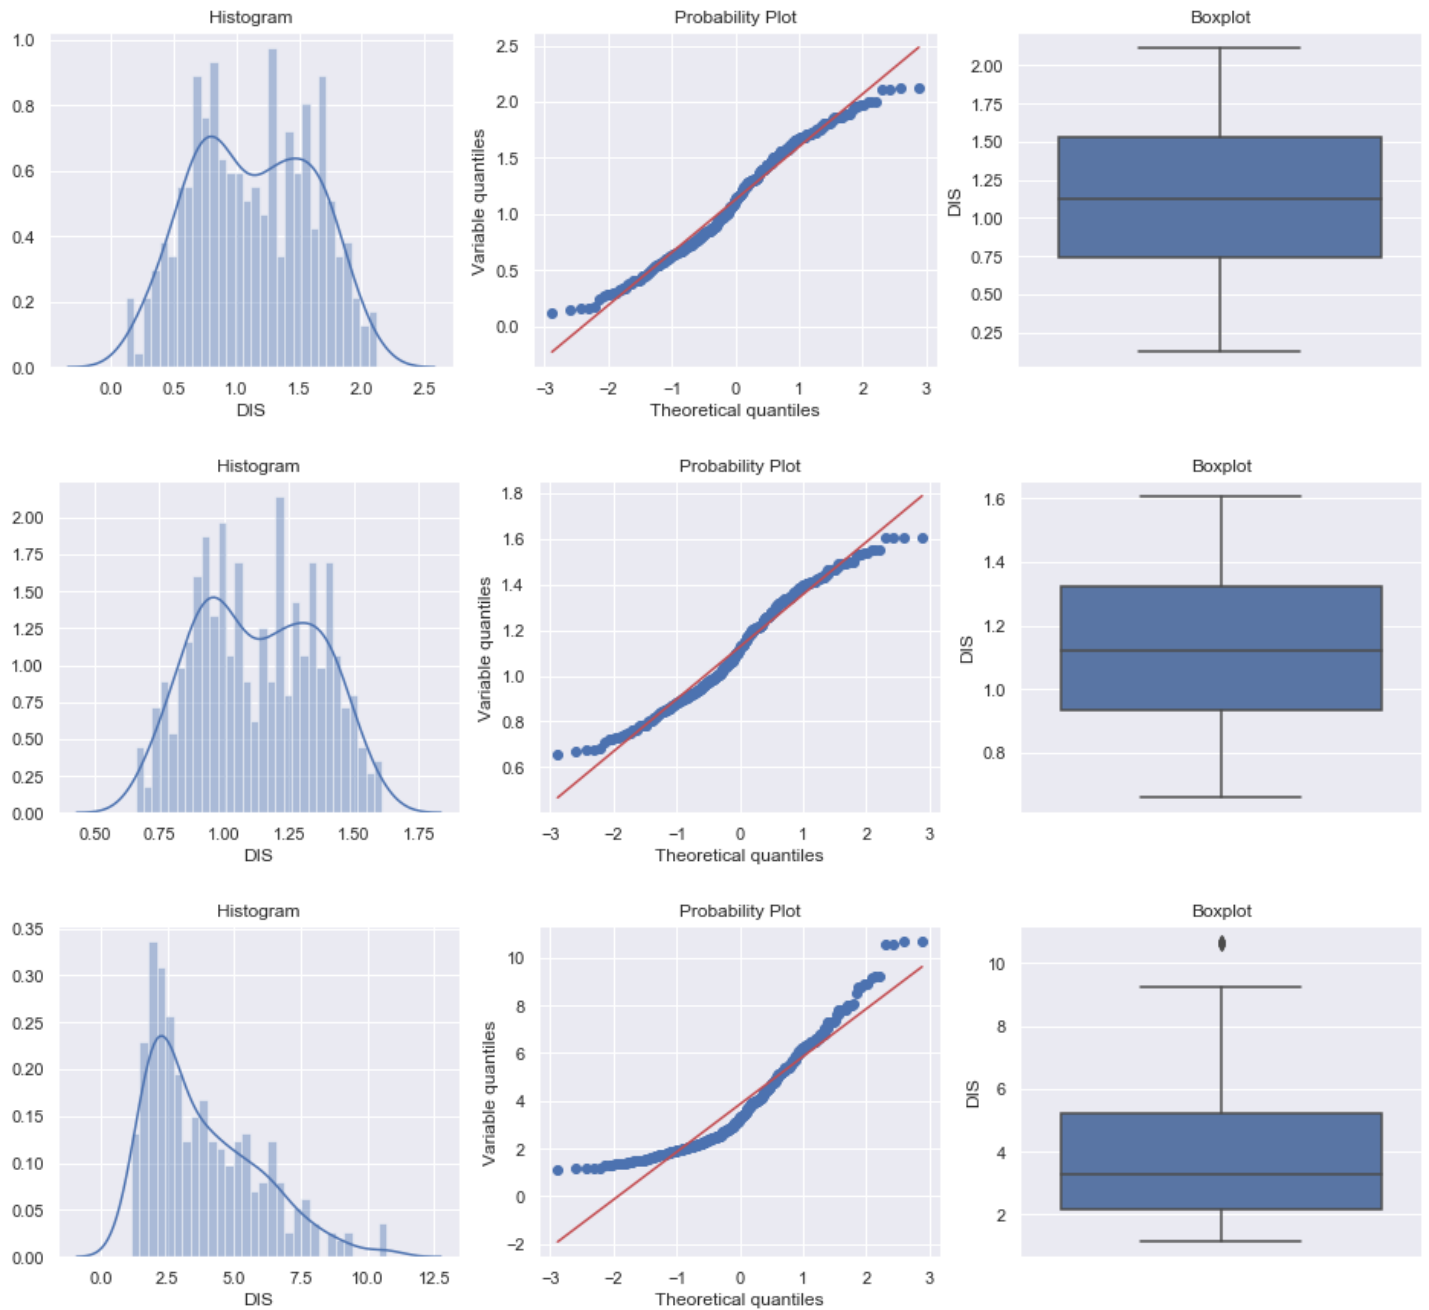 Histogram
Probability Plot
Boxplot
1.0
0.8
0.6
0.4
0.2
0.0
0.0 0.5 1.0 1.5 2.0 2.5
DIS
Variable quantiles
2.5
2.0
1.5
1.0
0.5
0.0
−3 −2 −1 0 1 2 3
Theoretical quantiles
DIS
2.00
1.75
1.50
1.25
1.00
0.75
0.50
0.25
Histogram
Probability Plot
Boxplot
2.00
1.75
1.50
1.25
1.00
0.75
0.50
0.25
0.00
0.50 0.75 1.00 1.25 1.50 1.75
DIS
Variable quantiles
1.8
1.6
1.4
1.2
1.0
0.8
0.6
−3 −2 −1 0 1 2 3
Theoretical quantiles
DIS
1.6
1.4
1.2
1.0
0.8
Histogram
Probability Plot
Boxplot
0.35
0.30
0.25
0.20
0.15
0.10
0.05
0.00
0.0 2.5 5.0 7.5 10.0 12.5
DIS
Variable quantiles
10
8
6
4
2
0
−2
−3 −2 −1 0 1 2 3
Theoretical quantiles
DIS
10
8
6
4
2